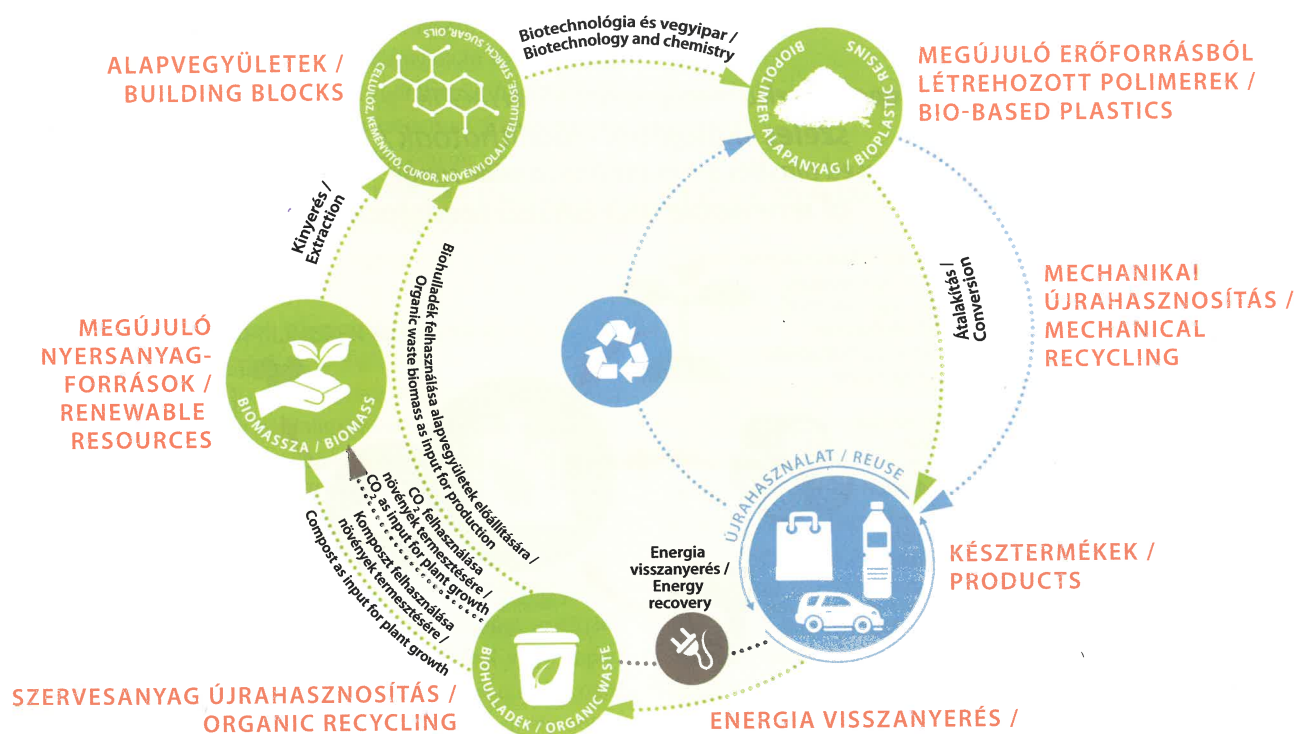 ALAPVEGYÜLETEK /
BUILDING BLOCKS
CELLULÓZ, KEMÉNYÍTŐ, CUKOR, NÖVÉNYI OLAJ / CELLULOSE, STARCH, SUGAR, OILS
Biotechnológia és vegyipar /
Biotechnology and chemistry
BIOPOLIMER ALAPANYAG / BIOPLASTIC RESINS
MEGÚJULÓ ERŐFORRÁSBÓL
LÉTREHOZOTT POLIMEREK /
BIO-BASED PLASTICS
Kinyerés /
Extraction
Biohulladék felhasználása alapvegyületek előállítására /
Organic waste biomass as input for production
Átalakítás /
Conversion
MECHANIKAI
ÚJRAHASZNOSÍTÁS /
MECHANICAL
RECYCLING
MEGÚJULÓ
NYERSANYAG-
FORRÁSOK /
RENEWABLE
RESOURCES
BIOMASSZA / BIOMASS
CO2 felhasználása
növények termesztésére /
CO2 as input for plant growth
Komposzt felhasználása
növények termesztésére /
Compost as input for plant growth
ÚJRAHASZNÁLAT / REUSE
KÉSZTERMÉKEK /
PRODUCTS
Energia
visszanyerés /
Energy
recovery
BIOHULLADÉK / ORGANIC WASTE
SZERVESANYAG ÚJRAHASZNOSÍTÁS /
ORGANIC RECYCLING
ENERGIA VISSZANYERÉS /